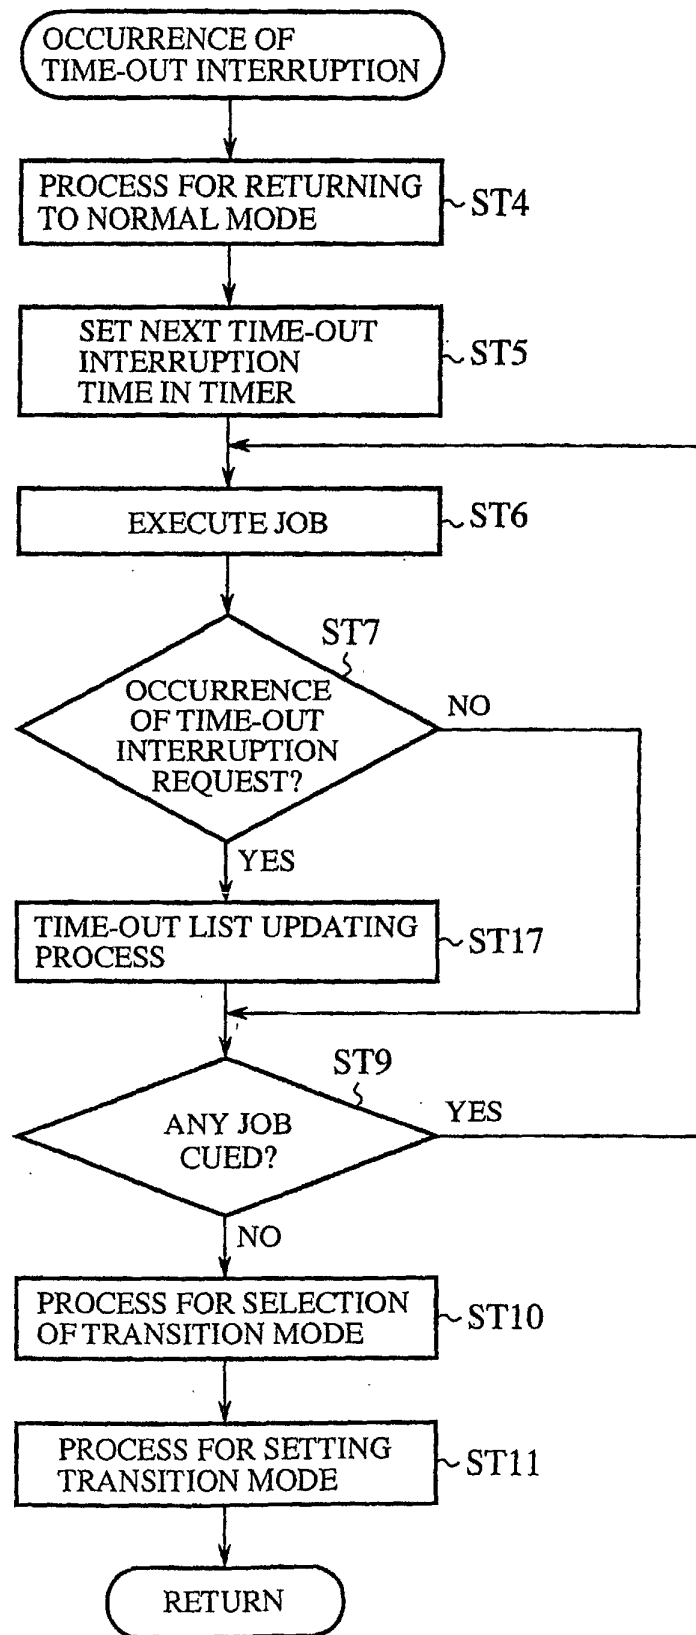 OCCURRENCE OF
TIME-OUT INTERRUPTION
PROCESS FOR RETURNING
TO NORMAL MODE
ST4
SET NEXT TIME-OUT
INTERRUPTION
TIME IN TIMER
ST5
EXECUTE JOB
ST6
ST7
OCCURRENCE
OF TIME-OUT
INTERRUPTION
REQUEST?
NO
YES
TIME-OUT LIST UPDATING
PROCESS
ST17
ST9
ANY JOB
CUED?
YES
NO
PROCESS FOR SELECTION
OF TRANSITION MODE
ST10
PROCESS FOR SETTING
TRANSITION MODE
ST11
RETURN